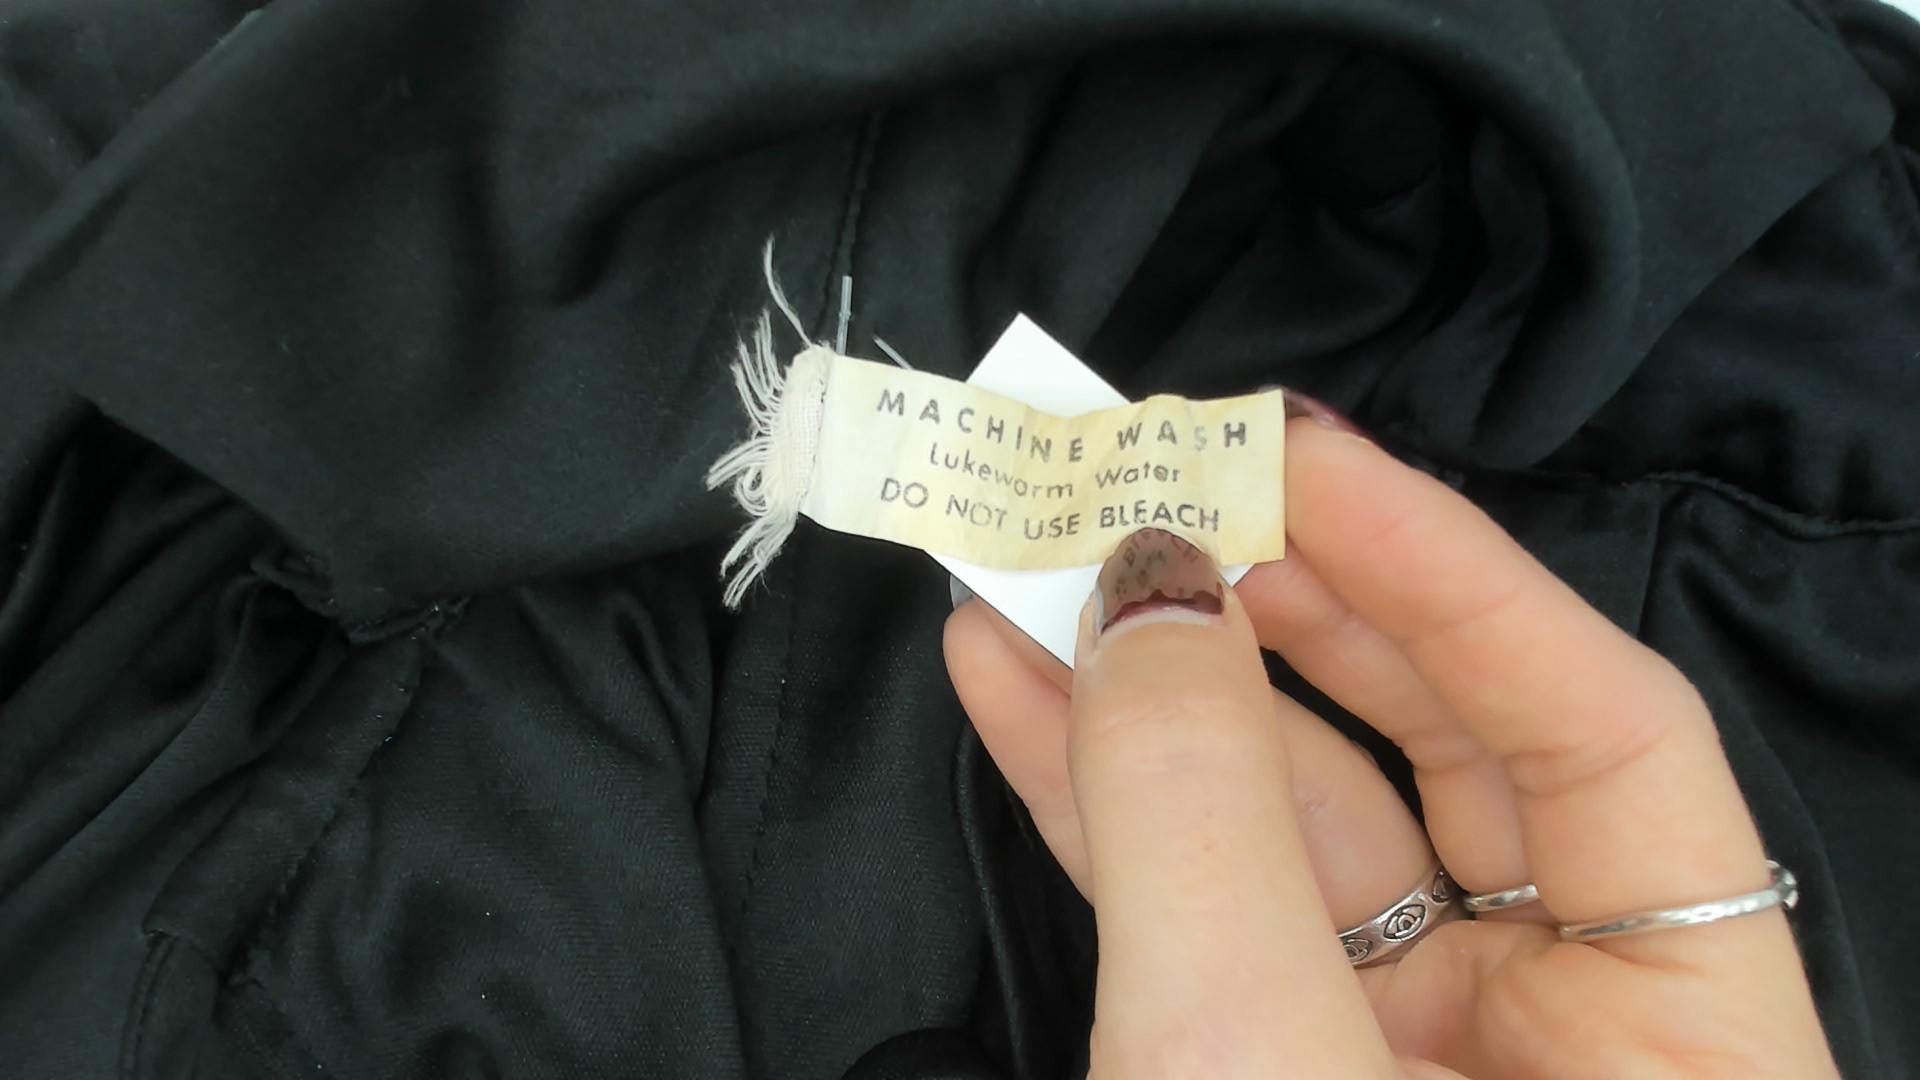 MACHINE WASH
Lukeworm Water
DO NOT USE BLEACH